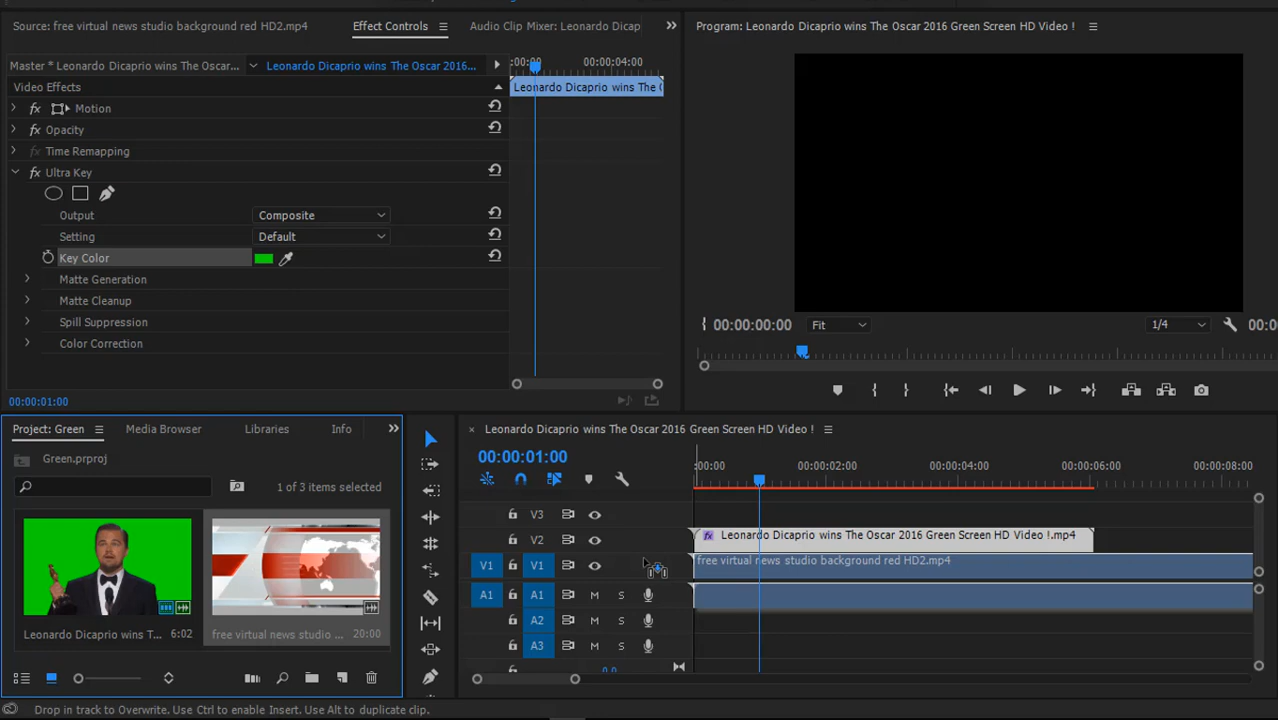 Source: free virtual news studio background red HD2.mp4
Effect Controls
Audio Clip Mixer: Leonardo Dicap
Program: Leonardo Dicaprio wins The Oscar 2016 Green Screen HD Video !
Master * Leonardo Dicaprio wins The Oscar...
Leonardo Dicaprio wins The Oscar 2016...
:00:00
00:00:04:00
Video Effects
Leonardo Dicaprio wins The (
fx Motion
fx Opacity
fx Time Remapping
fx Ultra Key
Output
Composite
Setting
Default
Key Color
Matte Generation
Matte Cleanup
Spill Suppression
Color Correction
00:00:00:00
Fit
1/4
00:0
00:00:01:00
Project: Green
Media Browser
Libraries
Info
Green.prproj
1 of 3 items selected
Leonardo Dicaprio wins T...
6:02
free virtual news studio ...
20:00
Leonardo Dicaprio wins The Oscar 2016 Green Screen HD Video !
00:00:01:00
:00:00
00:00:02:00
00:00:04:00
00:00:06:00
00:00:08:00
V3
V2
fx Leonardo Dicaprio wins The Oscar 2016 Green Screen HD Video !.mp4
V1 V1
free virtual news studio background red HD2.mp4
A1 A1 M S
A2 M S
A3 M S
0.0
Drop in track to Overwrite. Use Ctrl to enable Insert. Use Alt to duplicate clip.